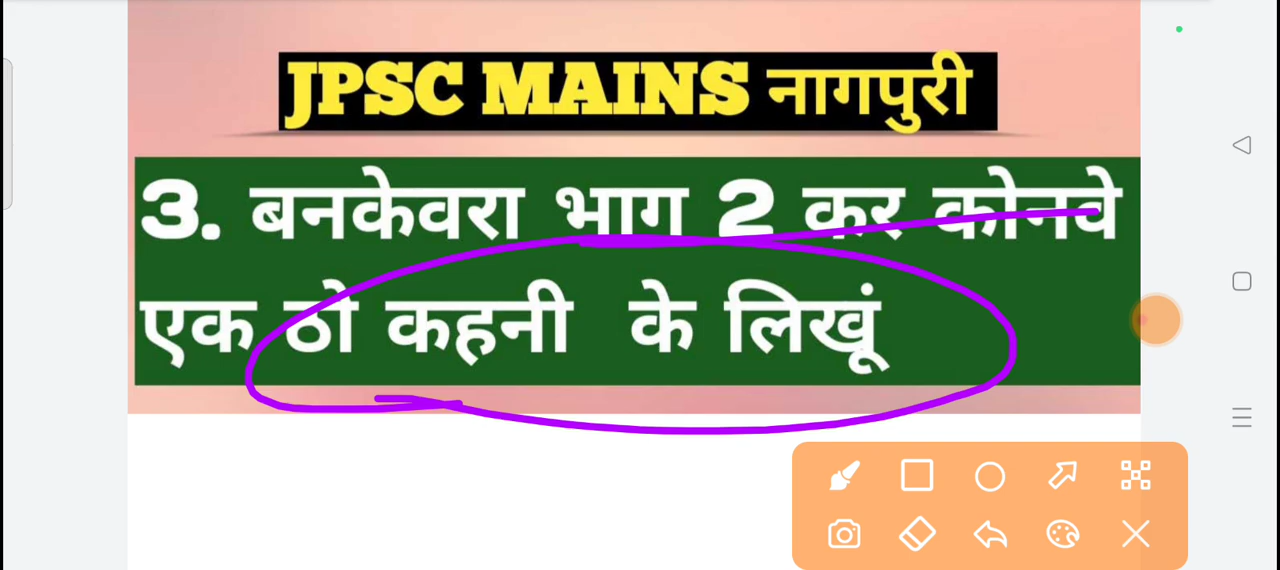 JPSC MAINS नागपुरी
3. बनकेवरा भाग 2 कर कोनवे
एक ठो कहनी के लिखूं